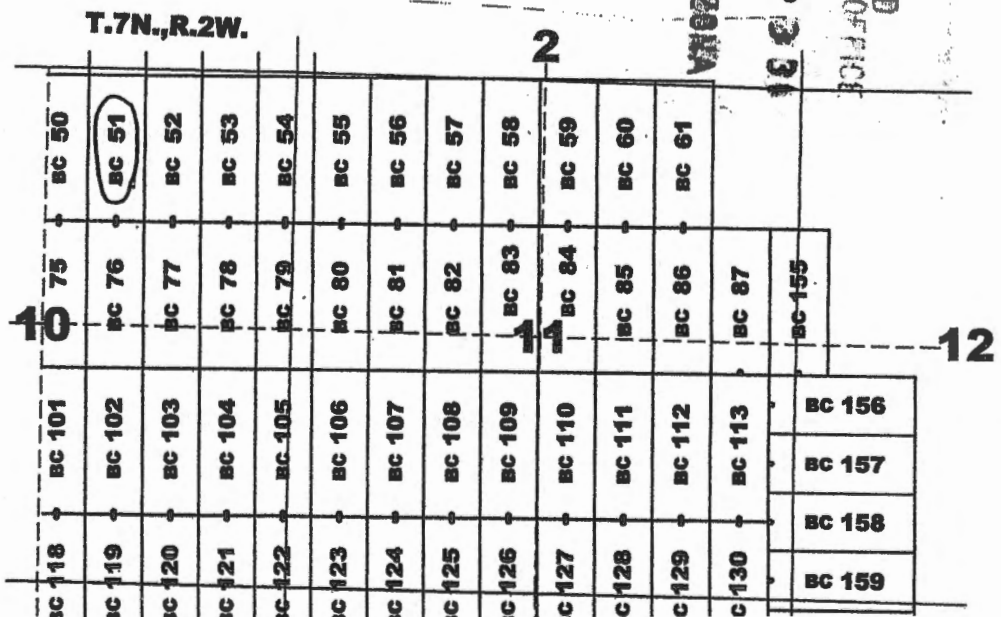 T.7N.,R.2W.
OFFICE
2
BC 50 BC 51 BC 52 BC 53 BC 54 BC 55 BC 56 BC 57 BC 58 BC 59 BC 60 BC 61
BC 76 BC 77 BC 78 BC 79 BC 80 BC 81 BC 82 BC 83 BC 84 BC 85 BC 86 BC 87 BC 155
75
10 11 12
BC 101 BC 102 BC 103 BC 104 BC 105 BC 106 BC 107 BC 108 BC 109 BC 110 BC 111 BC 112 BC 113
BC 156
BC 157
BC 158
BC 159
BC 118 BC 119 BC 120 BC 121 BC 122 BC 123 BC 124 BC 125 BC 126 BC 127 BC 128 BC 129 BC 130